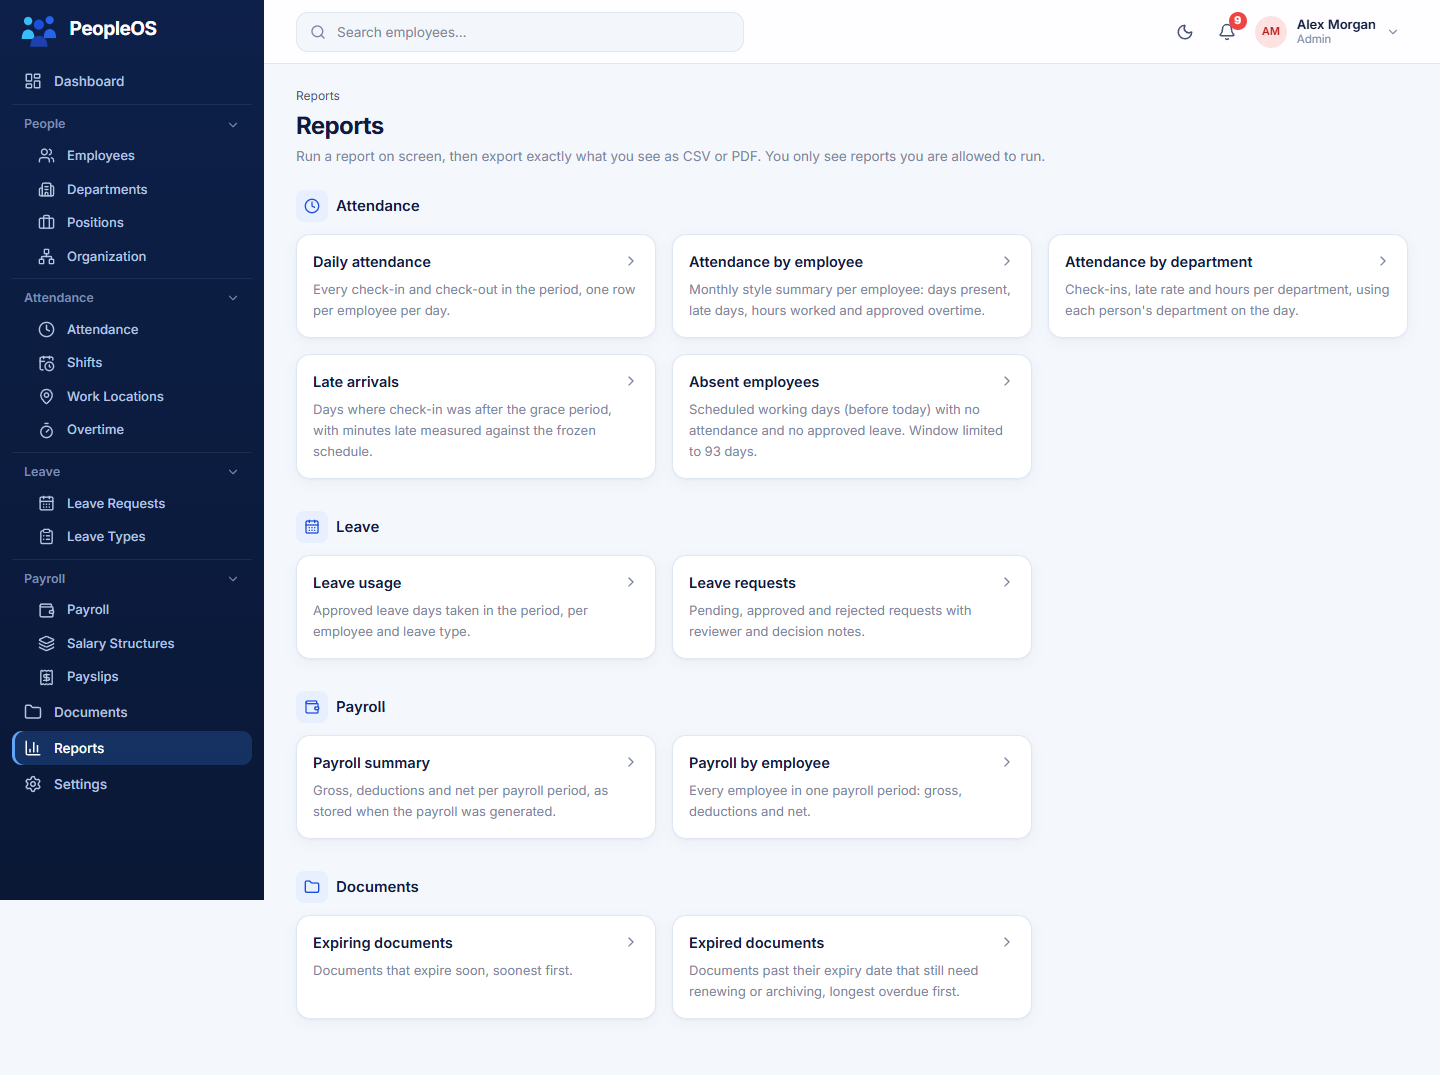 PeopleOS
Search employees...
9
AM
Alex Morgan
Admin
Dashboard
People
Employees
Departments
Positions
Organization
Attendance
Attendance
Shifts
Work Locations
Overtime
Leave
Leave Requests
Leave Types
Payroll
Payroll
Salary Structures
Payslips
Documents
Reports
Settings
Reports
Reports
Run a report on screen, then export exactly what you see as CSV or PDF. You only see reports you are allowed to run.
Attendance
Daily attendance
Every check-in and check-out in the period, one row
per employee per day.
Attendance by employee
Monthly style summary per employee: days present,
late days, hours worked and approved overtime.
Attendance by department
Check-ins, late rate and hours per department, using
each person's department on the day.
Late arrivals
Days where check-in was after the grace period,
with minutes late measured against the frozen
schedule.
Absent employees
Scheduled working days (before today) with no
attendance and no approved leave. Window limited
to 93 days.
Leave
Leave usage
Approved leave days taken in the period, per
employee and leave type.
Leave requests
Pending, approved and rejected requests with
reviewer and decision notes.
Payroll
Payroll summary
Gross, deductions and net per payroll period, as
stored when the payroll was generated.
Payroll by employee
Every employee in one payroll period: gross,
deductions and net.
Documents
Expiring documents
Documents that expire soon, soonest first.
Expired documents
Documents past their expiry date that still need
renewing or archiving, longest overdue first.